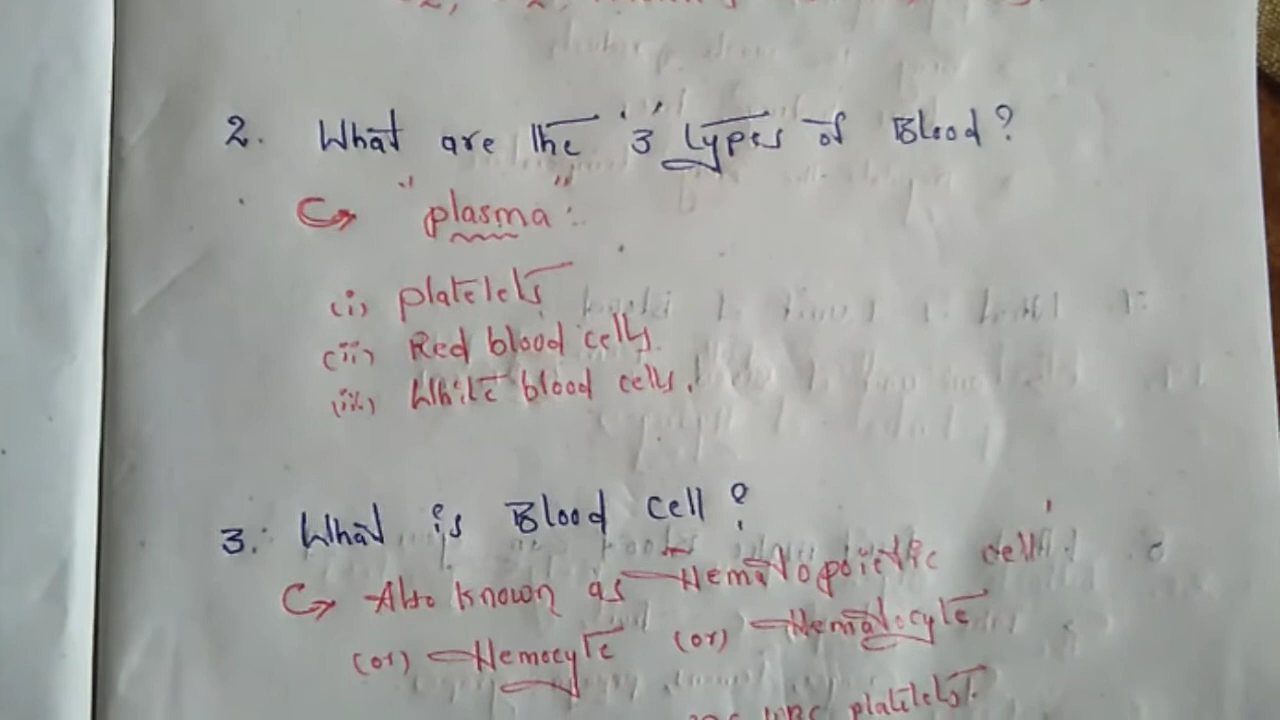 2. What are the '3' types of Blood?
"plasma":
(i) platelets
(ii) Red blood cells
(iii) White blood cells.
3. What is Blood cell?
Also known as Hematopoietic cell
(or) Hemocyte (or) Hematocyte
WBC platelets.